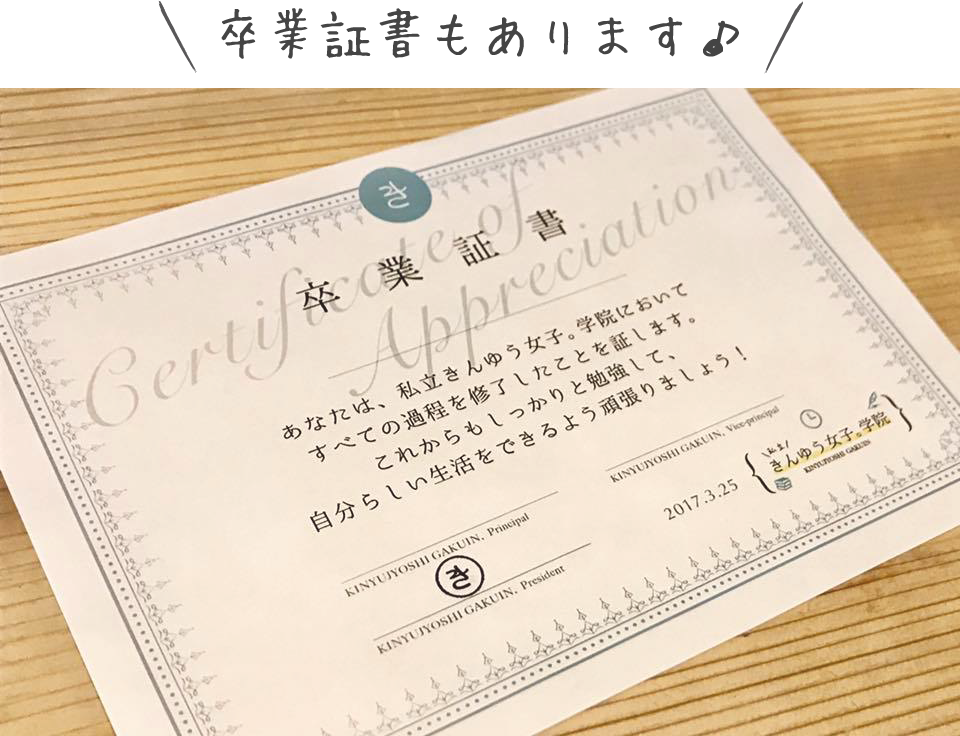 卒業証書もあります♪
き
Certificate of
Appreciation
卒業証書
あなたは、私立きんゆう女子。学院において
すべての過程を修了したことを証します。
これからもしっかりと勉強して、
自分らしい生活をできるよう頑張りましょう！
KINYUJYOSHI GAKUIN, Vice-principal
2017.3.25
きんゆう女子。学院
KINYUJYOSHI GAKUIN
KINYUJYOSHI GAKUIN, Principal
き
KINYUJYOSHI GAKUIN, President